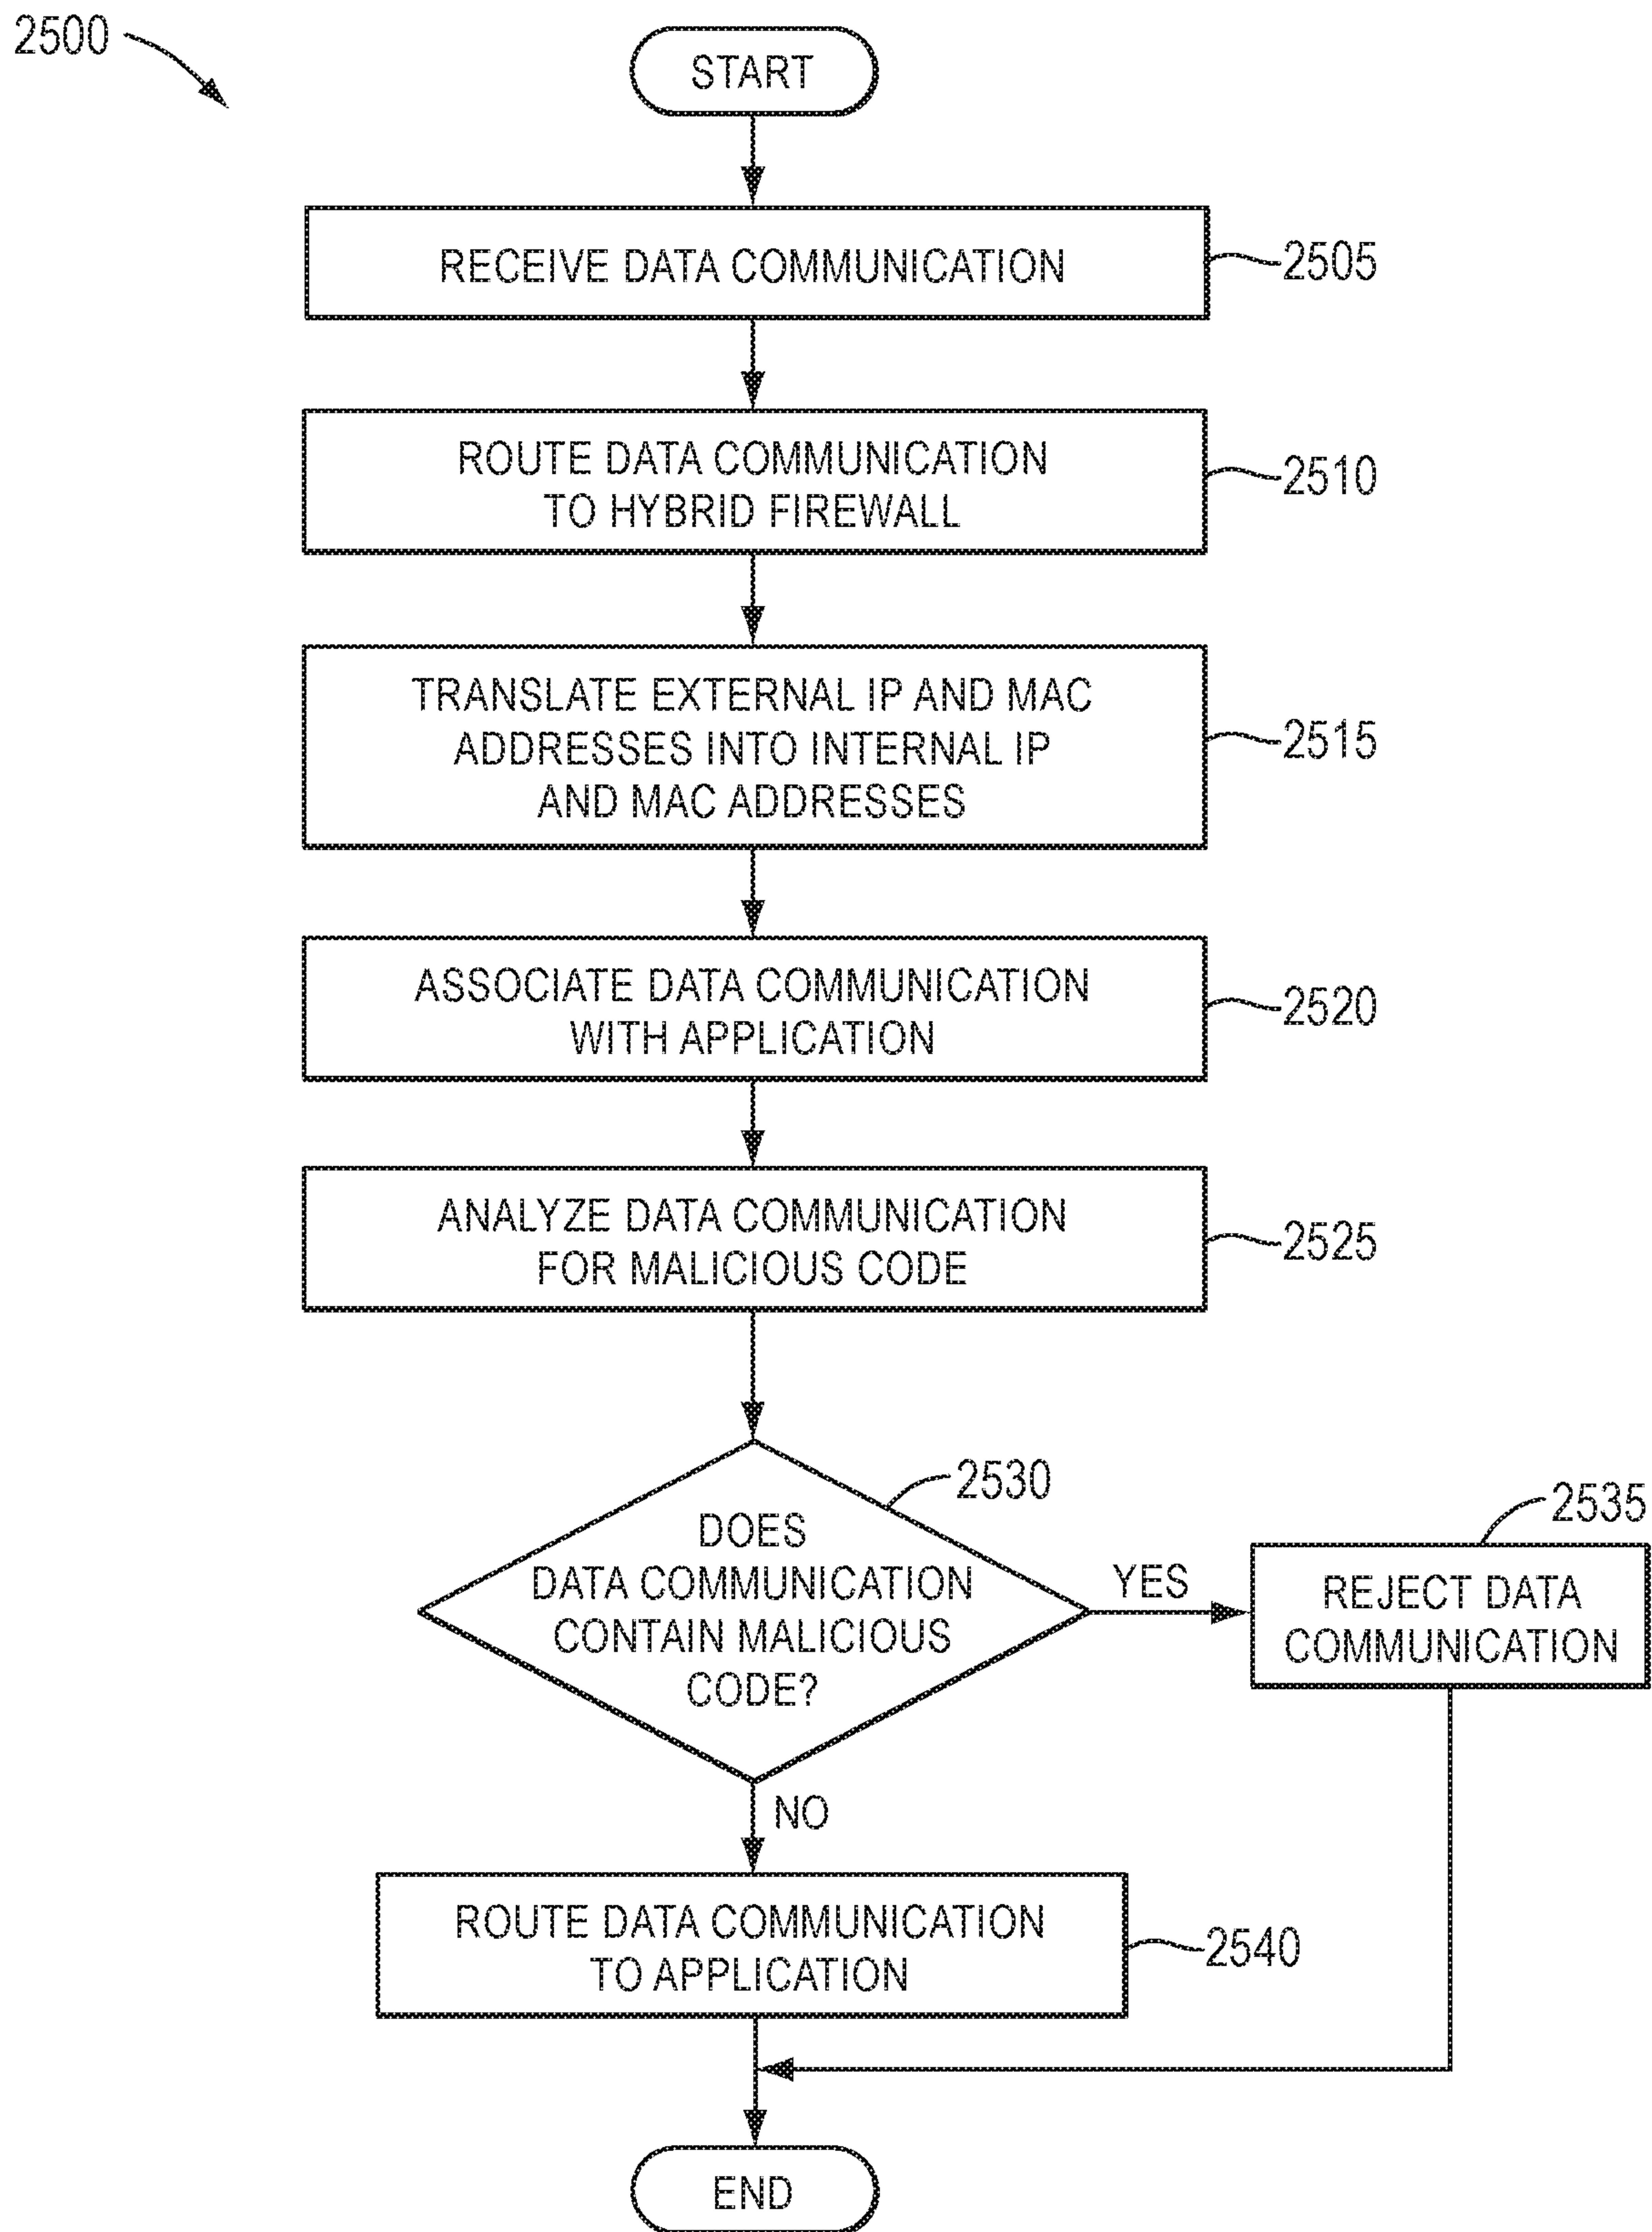 2500
START
RECEIVE DATA COMMUNICATION
2505
ROUTE DATA COMMUNICATION
TO HYBRID FIREWALL
2510
TRANSLATE EXTERNAL IP AND MAC
ADDRESSES INTO INTERNAL IP
AND MAC ADDRESSES
2515
ASSOCIATE DATA COMMUNICATION
WITH APPLICATION
2520
ANALYZE DATA COMMUNICATION
FOR MALICIOUS CODE
2525
DOES
DATA COMMUNICATION
CONTAIN MALICIOUS
CODE?
2530
YES
REJECT DATA
COMMUNICATION
2535
NO
ROUTE DATA COMMUNICATION
TO APPLICATION
2540
END